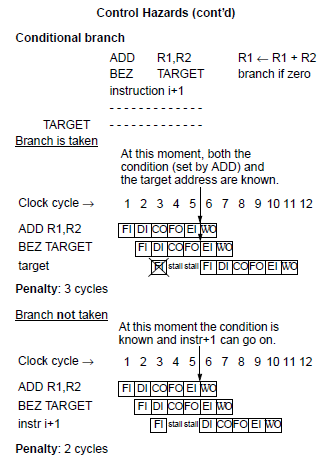 Control Hazards (cont'd)
Conditional branch
ADD R1,R2 R1 ← R1 + R2
BEZ TARGET branch if zero
instruction i+1
- - - - - - - - - - - - -
TARGET - - - - - - - - - - - - -
Branch is taken
At this moment, both the
condition (set by ADD) and
the target address are known.
Clock cycle → 1 2 3 4 5 6 7 8 9 10 11 12
ADD R1,R2 FI DI CO FO EI WO
BEZ TARGET FI DI CO FO EI WO
target FI stall stall FI DI CO FO EI WO
Penalty: 3 cycles
Branch not taken
At this moment the condition is
known and instr+1 can go on.
Clock cycle → 1 2 3 4 5 6 7 8 9 10 11 12
ADD R1,R2 FI DI CO FO EI WO
BEZ TARGET FI DI CO FO EI WO
instr i+1 FI stall stall DI CO FO EI WO
Penalty: 2 cycles